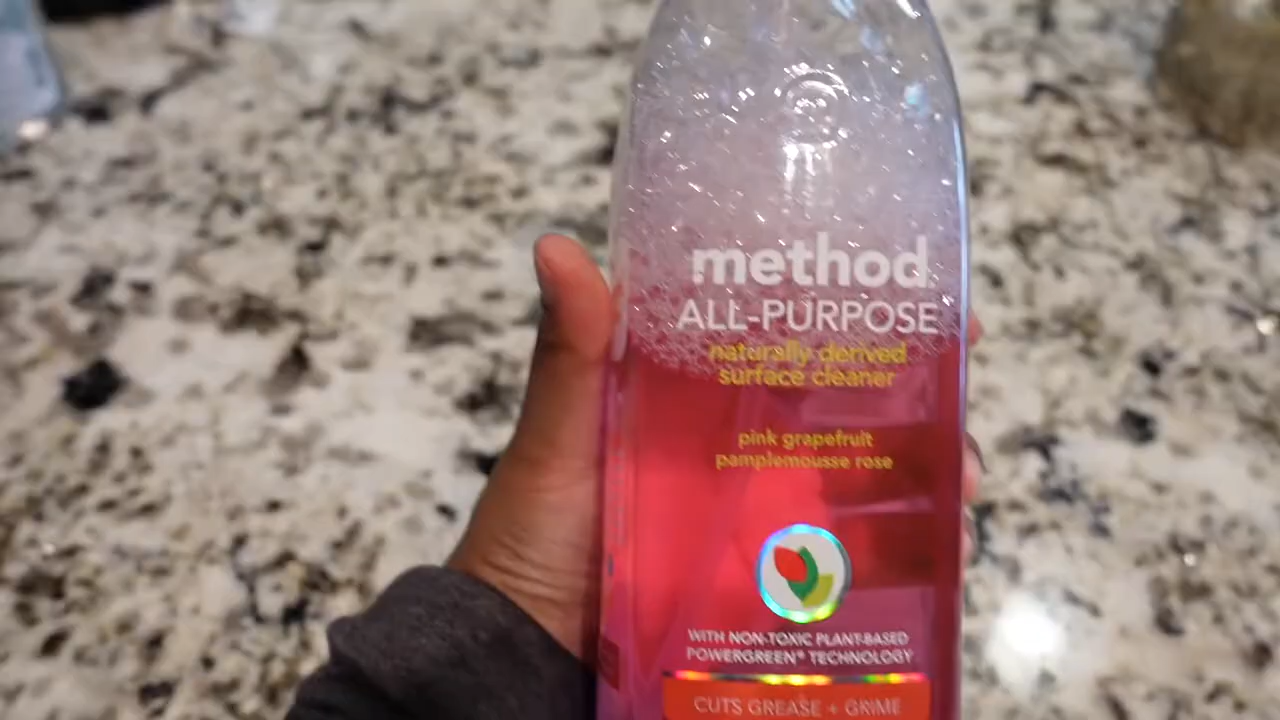 method
ALL-PURPOSE
naturally derived
surface cleaner
pink grapefruit
pamplemousse rose
WITH NON-TOXIC PLANT-BASED
POWERGREEN® TECHNOLOGY
CUTS GREASE + GRIME